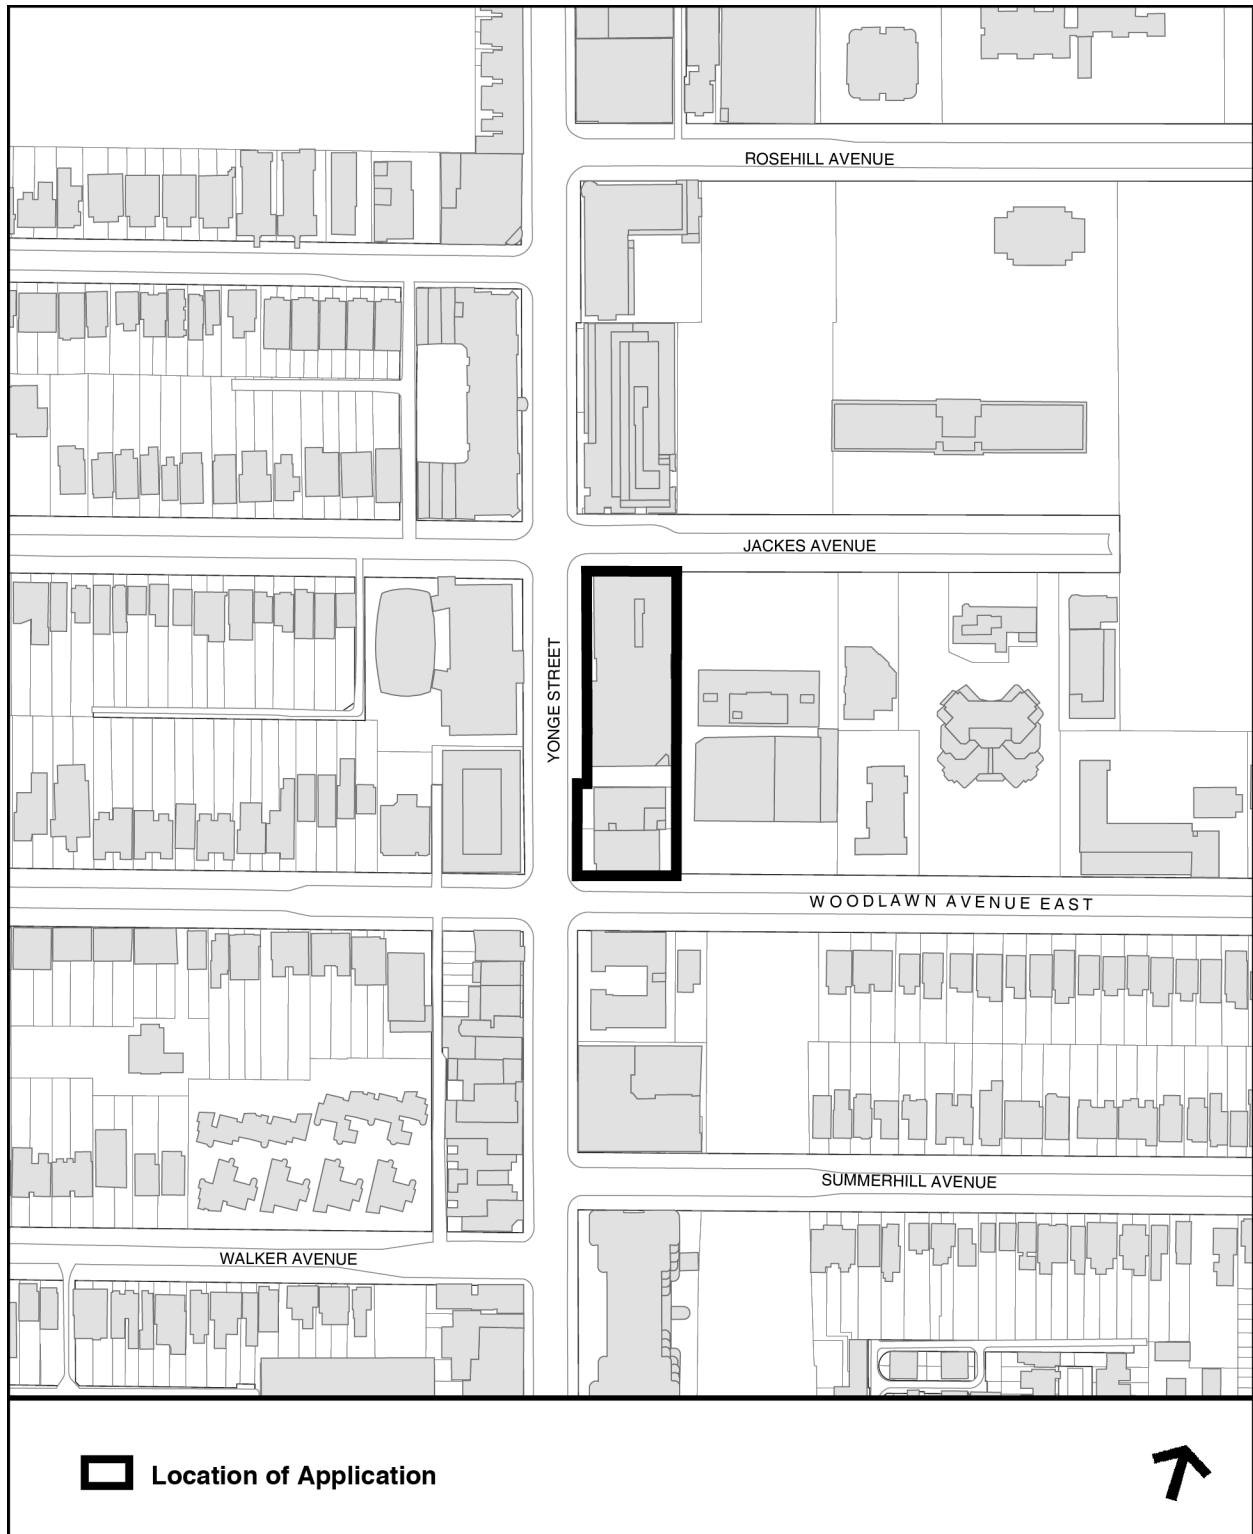 ROSEHILL AVENUE
JACKES AVENUE
YONGE STREET
WOODLAWN AVENUE EAST
SUMMERHILL AVENUE
WALKER AVENUE
Location of Application